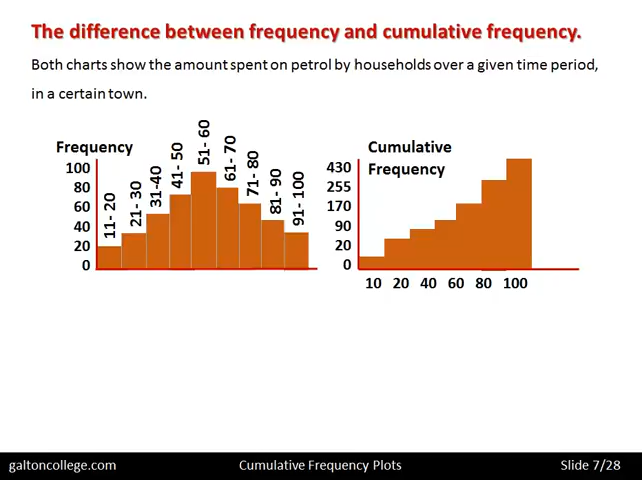 The difference between frequency and cumulative frequency.
Both charts show the amount spent on petrol by households over a given time period,
in a certain town.
Frequency
100
80
60
40
20
0
11- 20
21- 30
31-40
41- 50
51- 60
61- 70
71- 80
81- 90
91- 100
Cumulative
Frequency
430
255
170
90
20
0
10 20 40 60 80 100
galtoncollege.com Cumulative Frequency Plots Slide 7/28